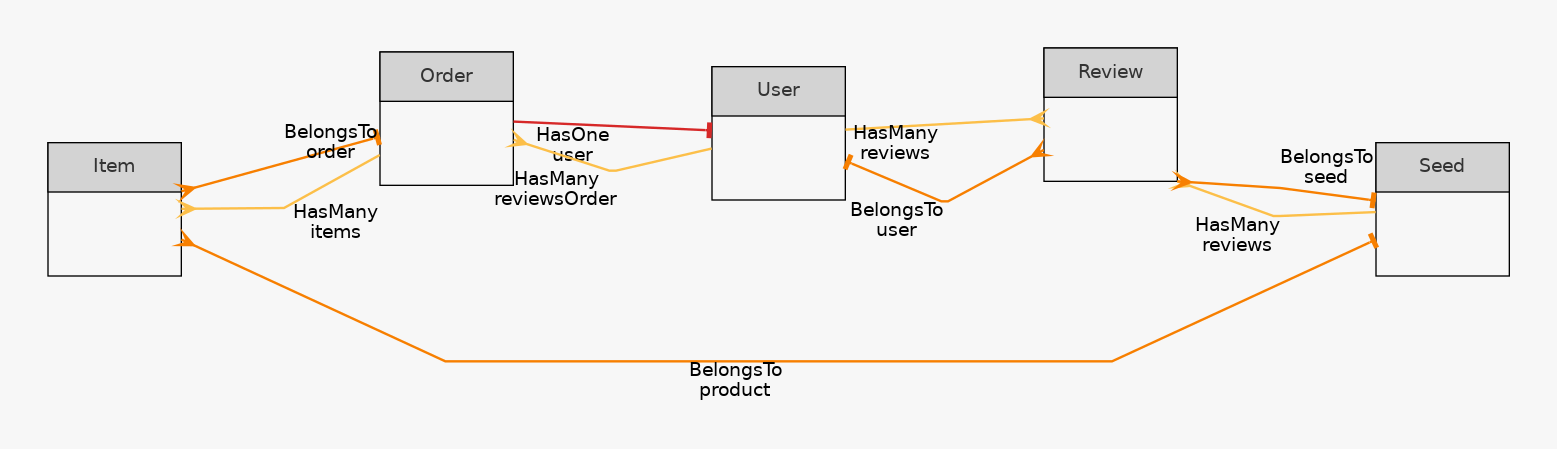 Item
Order
User
Review
Seed
BelongsTo
order
HasMany
items
HasOne
user
HasMany
reviewsOrder
HasMany
reviews
BelongsTo
user
BelongsTo
seed
HasMany
reviews
BelongsTo
product